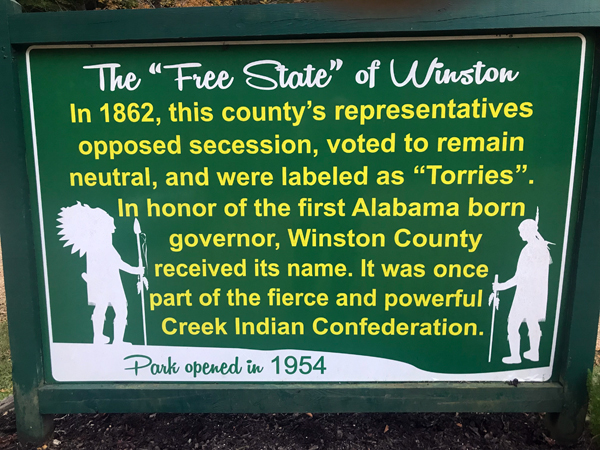 The "Free State" of Winston
In 1862, this county's representatives
opposed secession, voted to remain
neutral, and were labeled as "Torries".
In honor of the first Alabama born
governor, Winston County
received its name. It was once
part of the fierce and powerful
Creek Indian Confederation.
Park opened in 1954